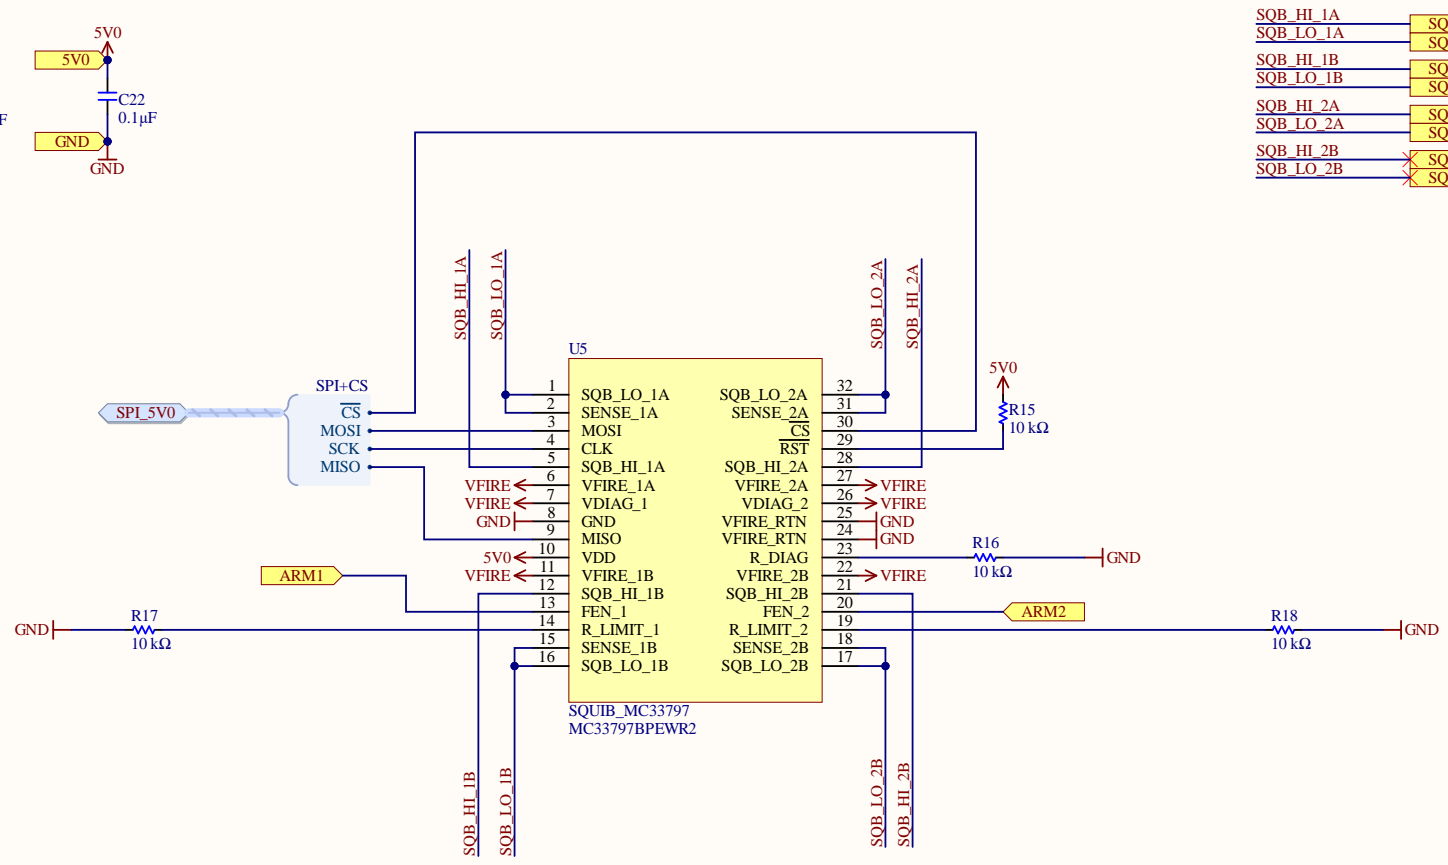 5V0
5V0
C22
0.1µF
GND
GND
F
SQB_HI_1A
SQ
SQB_LO_1A
SQ
SQB_HI_1B
SQ
SQB_LO_1B
SQ
SQB_HI_2A
SQ
SQB_LO_2A
SQ
SQB_HI_2B
SQ
SQB_LO_2B
SQ
SQB_HI_1A
SQB_LO_1A
SQB_LO_2A
SQB_HI_2A
U5
SPI+CS
SPI_5V0
CS
MOSI
SCK
MISO
5V0
R15
10 kΩ
1 SQB_LO_1A SQB_LO_2A 32
2 SENSE_1A SENSE_2A 31
3 MOSI CS 30
4 CLK RST 29
5 SQB_HI_1A SQB_HI_2A 28
VFIRE 6 VFIRE_1A VFIRE_2A 27 VFIRE
VFIRE 7 VDIAG_1 VDIAG_2 26 VFIRE
GND 8 GND VFIRE_RTN 25 GND
9 MISO VFIRE_RTN 24 GND
5V0 10 VDD R_DIAG 23
VFIRE 11 VFIRE_1B VFIRE_2B 22 VFIRE
12 SQB_HI_1B SQB_HI_2B 21
13 FEN_1 FEN_2 20
14 R_LIMIT_1 R_LIMIT_2 19
15 SENSE_1B SENSE_2B 18
16 SQB_LO_1B SQB_LO_2B 17
R16
10 kΩ
GND
ARM1
ARM2
GND
R17
10 kΩ
R18
10 kΩ
GND
SQUIB_MC33797
MC33797BPEWR2
SQB_HI_1B
SQB_LO_1B
SQB_LO_2B
SQB_HI_2B